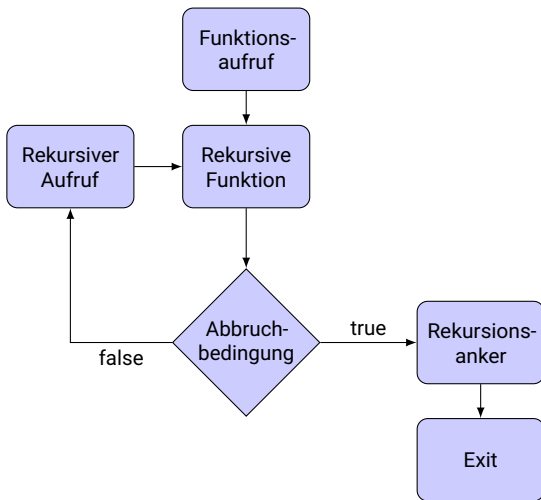 Funktions-
aufruf
Rekursiver
Aufruf
Rekursive
Funktion
Abbruch-
bedingung
false
true
Rekursions-
anker
Exit